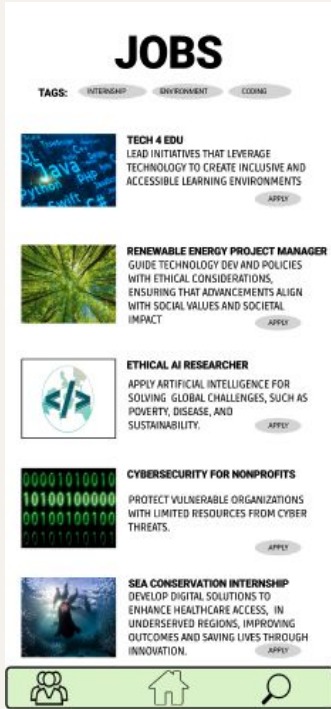 JOBS
TAGS: INTERNSHIP ENVIRONMENT CODING
TECH 4 EDU
LEAD INITIATIVES THAT LEVERAGE
TECHNOLOGY TO CREATE INCLUSIVE AND
ACCESSIBLE LEARNING ENVIRONMENTS
APPLY
Java
PHP
Python
Swift
C#
RENEWABLE ENERGY PROJECT MANAGER
GUIDE TECHNOLOGY DEV AND POLICIES
WITH ETHICAL CONSIDERATIONS,
ENSURING THAT ADVANCEMENTS ALIGN
WITH SOCIAL VALUES AND SOCIETAL
IMPACT
APPLY
ETHICAL AI RESEARCHER
</>
APPLY ARTIFICIAL INTELLIGENCE FOR
SOLVING GLOBAL CHALLENGES, SUCH AS
POVERTY, DISEASE, AND
SUSTAINABILITY.
APPLY
CYBERSECURITY FOR NONPROFITS
PROTECT VULNERABLE ORGANIZATIONS
WITH LIMITED RESOURCES FROM CYBER
THREATS.
APPLY
SEA CONSERVATION INTERNSHIP
DEVELOP DIGITAL SOLUTIONS TO
ENHANCE HEALTHCARE ACCESS, IN
UNDERSERVED REGIONS, IMPROVING
OUTCOMES AND SAVING LIVES THROUGH
INNOVATION.
APPLY